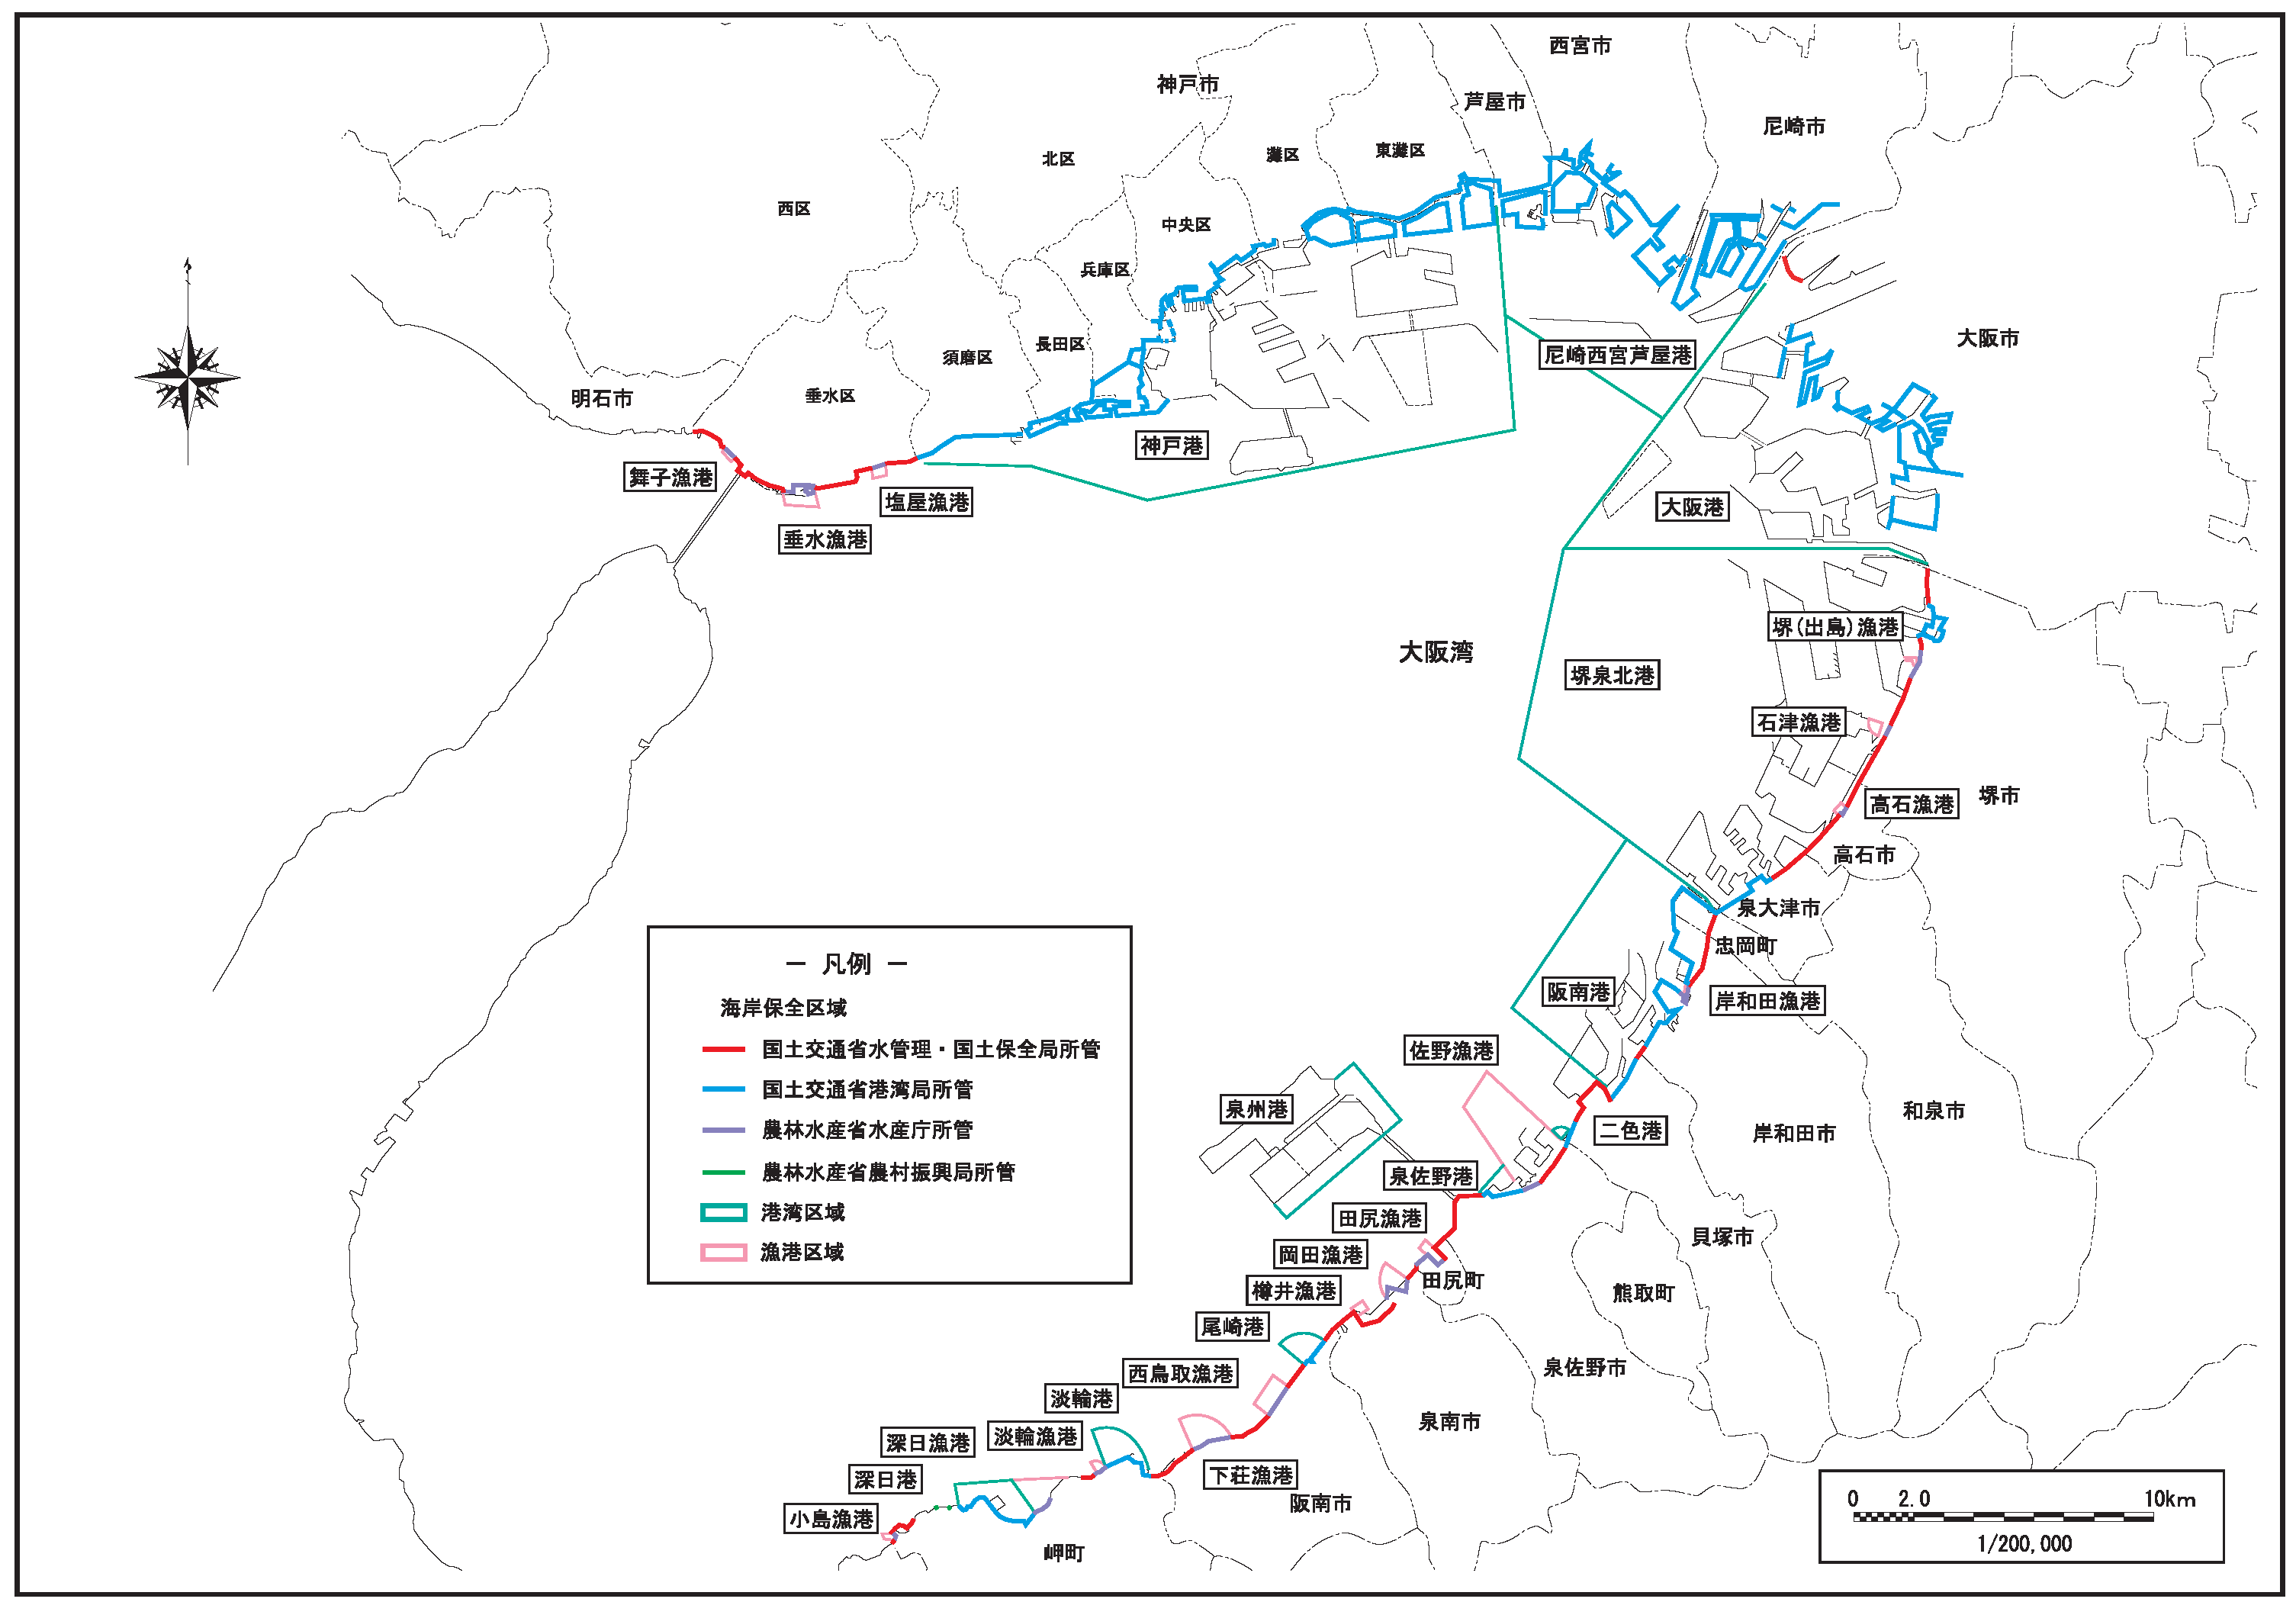 西宮市
神戸市
芦屋市
尼崎市
北区
灘区
東灘区
西区
中央区
兵庫区
大阪市
長田区
須磨区
尼崎西宮芦屋港
垂水区
明石市
神戸港
舞子漁港
塩屋漁港
大阪港
垂水漁港
堺(出島)漁港
大阪湾
堺泉北港
石津漁港
堺市
高石漁港
高石市
泉大津市
忠岡町
阪南港
岸和田漁港
佐野漁港
泉州港
和泉市
二色港
岸和田市
泉佐野港
田尻漁港
貝塚市
岡田漁港
田尻町
樽井漁港
熊取町
尾崎港
泉佐野市
西鳥取漁港
淡輪港
泉南市
淡輪漁港
深日漁港
下荘漁港
深日港
阪南市
小島漁港
岬町
― 凡例 ―
海岸保全区域
国土交通省水管理・国土保全局所管
国土交通省港湾局所管
農林水産省水産庁所管
農林水産省農村振興局所管
港湾区域
漁港区域
0 2.0 10km
1/200,000